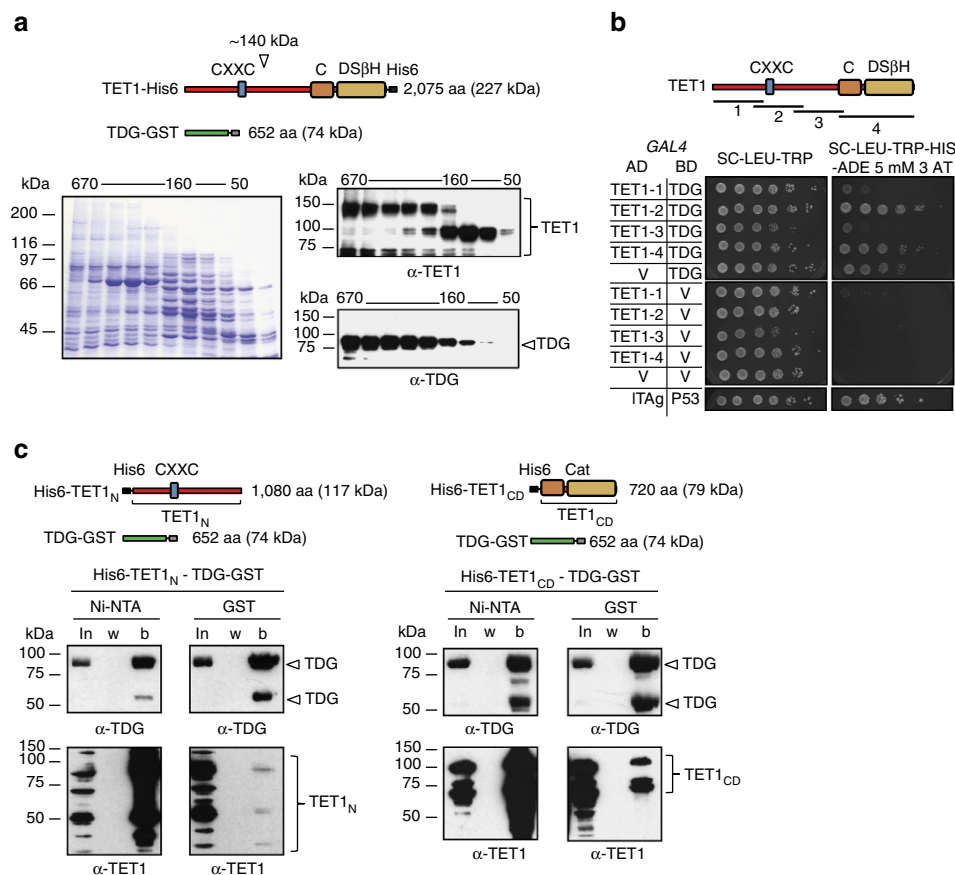 a
~140 kDa
CXXC C DSβH His6
TET1-His6 2,075 aa (227 kDa)
TDG-GST 652 aa (74 kDa)
kDa 670 160 50
200
116
97
66
45
kDa 670 160 50
150
100
75
TET1
α-TET1
kDa 670 160 50
150
100
75
TDG
α-TDG
b
CXXC C DSβH
TET1
1 2 3 4
GAL4
AD BD
SC-LEU-TRP
SC-LEU-TRP-HIS
-ADE 5 mM 3 AT
TET1-1 TDG
TET1-2 TDG
TET1-3 TDG
TET1-4 TDG
V TDG
TET1-1 V
TET1-2 V
TET1-3 V
TET1-4 V
V V
lTAg P53
c
His6 CXXC
His6-TET1N 1,080 aa (117 kDa)
TET1N
TDG-GST 652 aa (74 kDa)
His6-TET1N - TDG-GST
Ni-NTA GST
kDa In w b In w b
100
75
50
TDG
TDG
α-TDG α-TDG
150
100
75
50
TET1N
α-TET1 α-TET1
His6 Cat
His6-TET1CD 720 aa (79 kDa)
TET1CD
TDG-GST 652 aa (74 kDa)
His6-TET1CD - TDG-GST
Ni-NTA GST
kDa In w b In w b
100
75
50
TDG
TDG
α-TDG α-TDG
150
100
75
50
TET1CD
α-TET1 α-TET1